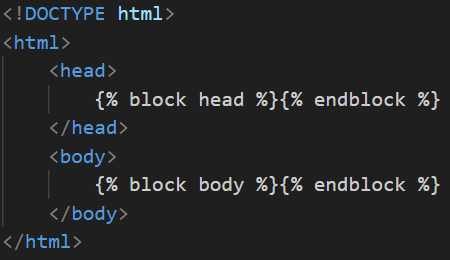 <!DOCTYPE html>
<html>
    <head>
        {% block head %}{% endblock %}
    </head>
    <body>
        {% block body %}{% endblock %}
    </body>
</html>